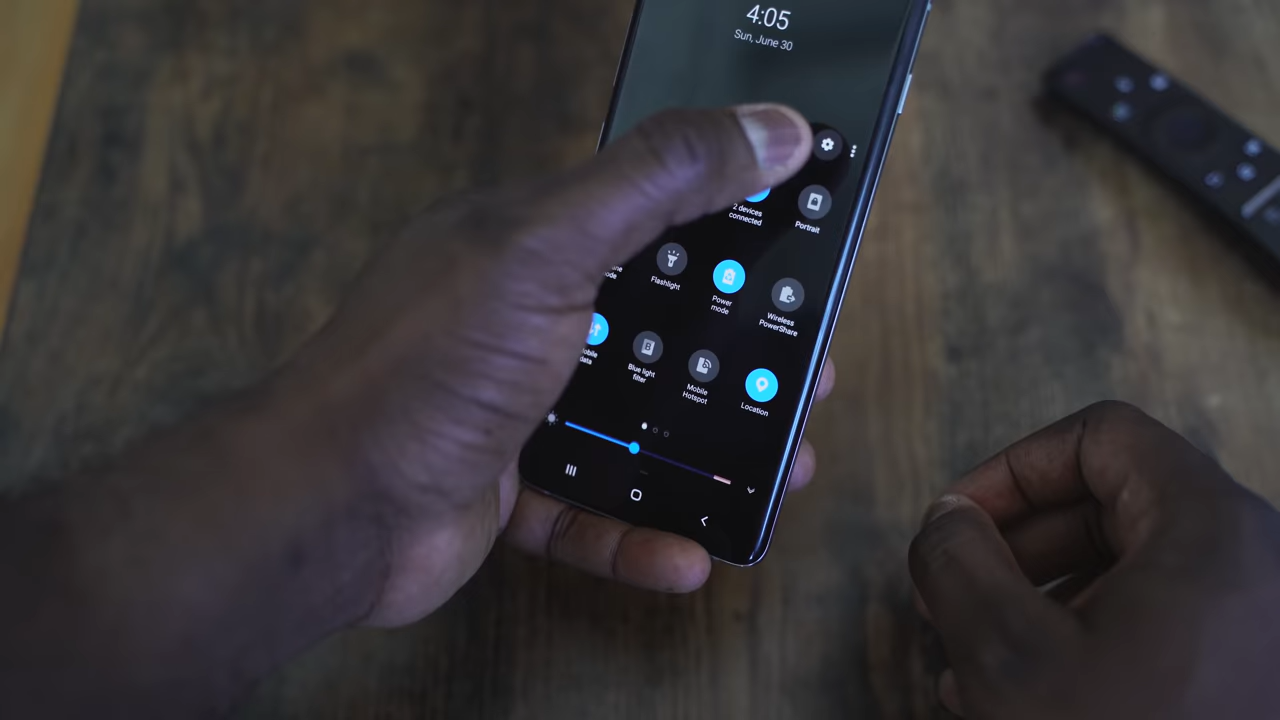 4:05
Sun, June 30
2 devices
connected
Portrait
Flashlight
Power
mode
Wireless
PowerShare
data
Blue light
filter
Mobile
Hotspot
Location